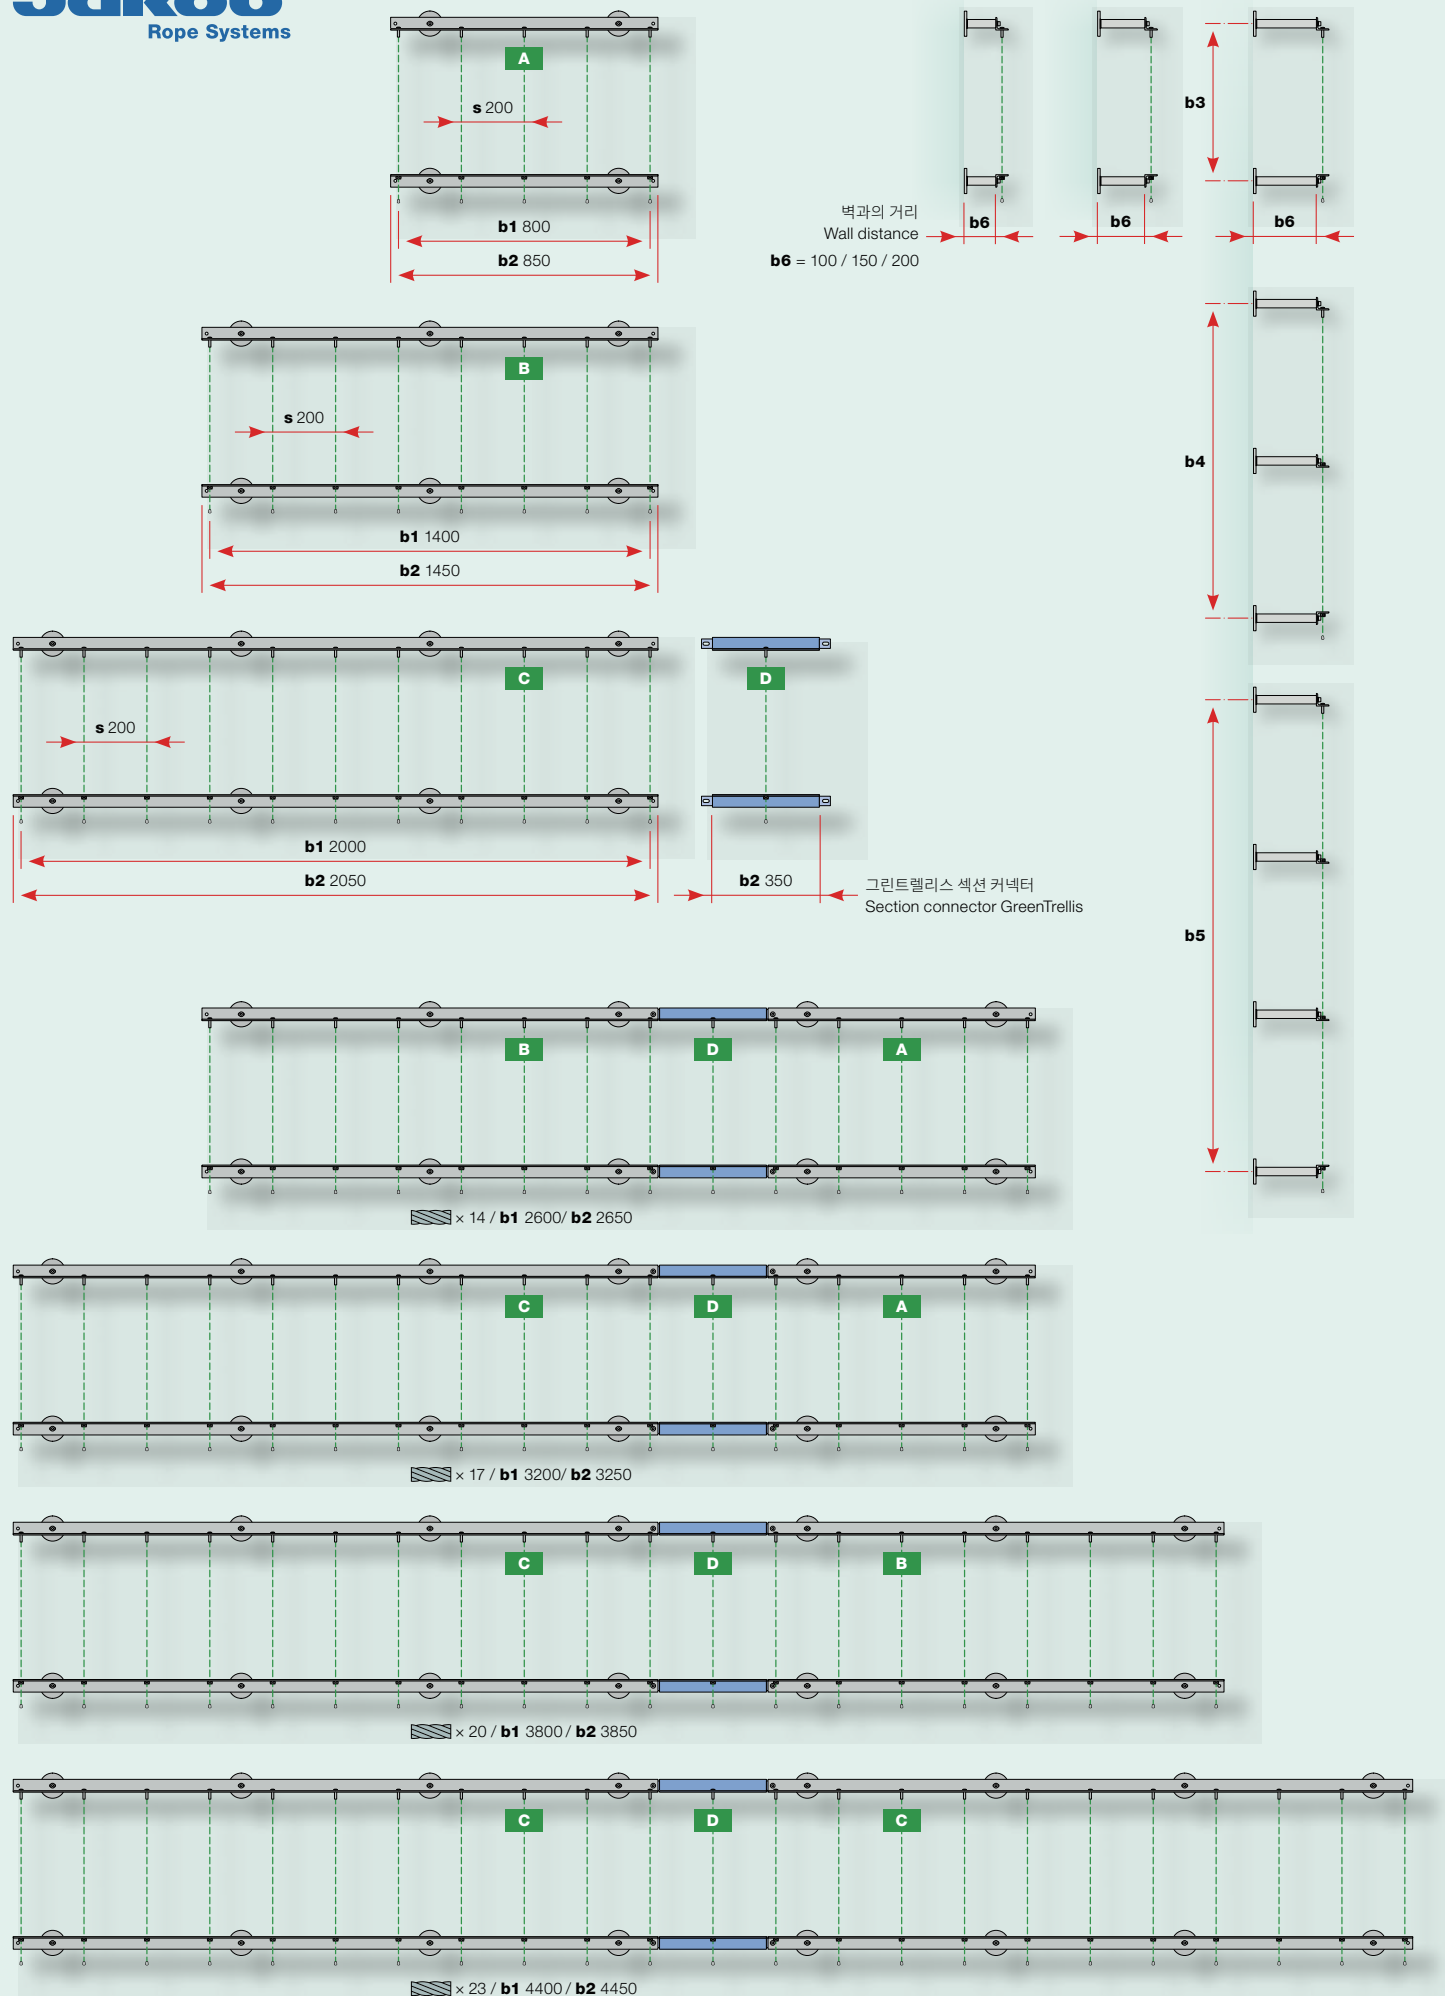 Rope Systems
A
s 200
b1 800
b2 850
벽과의 거리
Wall distance
b6 = 100 / 150 / 200
b6
b6
b6
b3
B
s 200
b1 1400
b2 1450
b4
C
D
s 200
b1 2000
b2 2050
b2 350
그린트렐리스 섹션 커넥터
Section connector GreenTrellis
b5
B
D
A
× 14 / b1 2600/ b2 2650
C
D
A
× 17 / b1 3200/ b2 3250
C
D
B
× 20 / b1 3800 / b2 3850
C
D
C
× 23 / b1 4400 / b2 4450